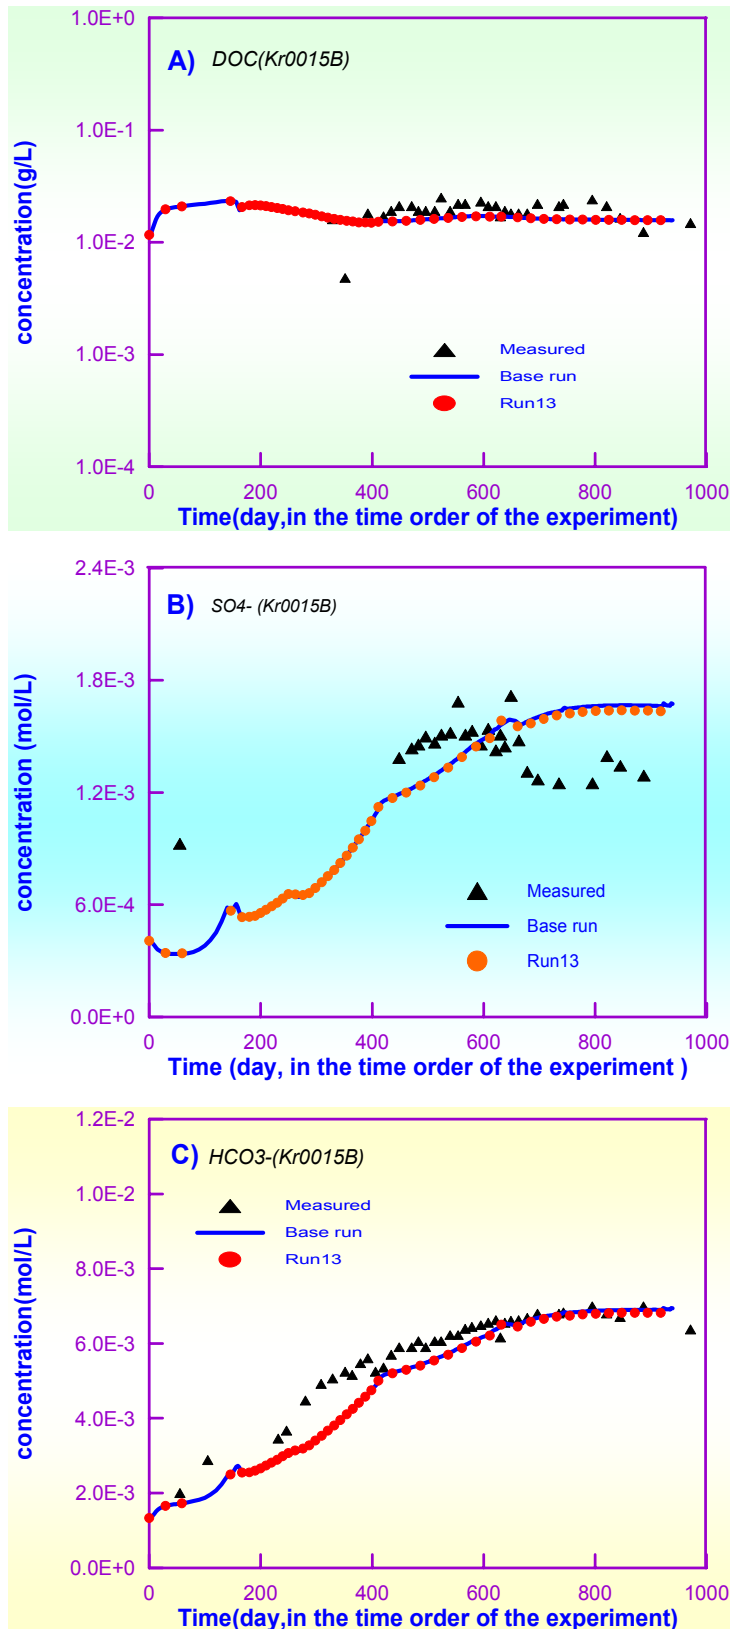 A) DOC(Kr0015B)
1.0E+0
1.0E-1
1.0E-2
1.0E-3
1.0E-4
concentration(g/L)
Measured
Base run
Run13
0 200 400 600 800 1000
Time(day,in the time order of the experiment)
B) SO4- (Kr0015B)
2.4E-3
1.8E-3
1.2E-3
6.0E-4
0.0E+0
concentration (mol/L)
Measured
Base run
Run13
0 200 400 600 800 1000
Time (day, in the time order of the experiment )
C) HCO3-(Kr0015B)
1.2E-2
1.0E-2
8.0E-3
6.0E-3
4.0E-3
2.0E-3
0.0E+0
concentration(mol/L)
Measured
Base run
Run13
0 200 400 600 800 1000
Time(day,in the time order of the experiment)